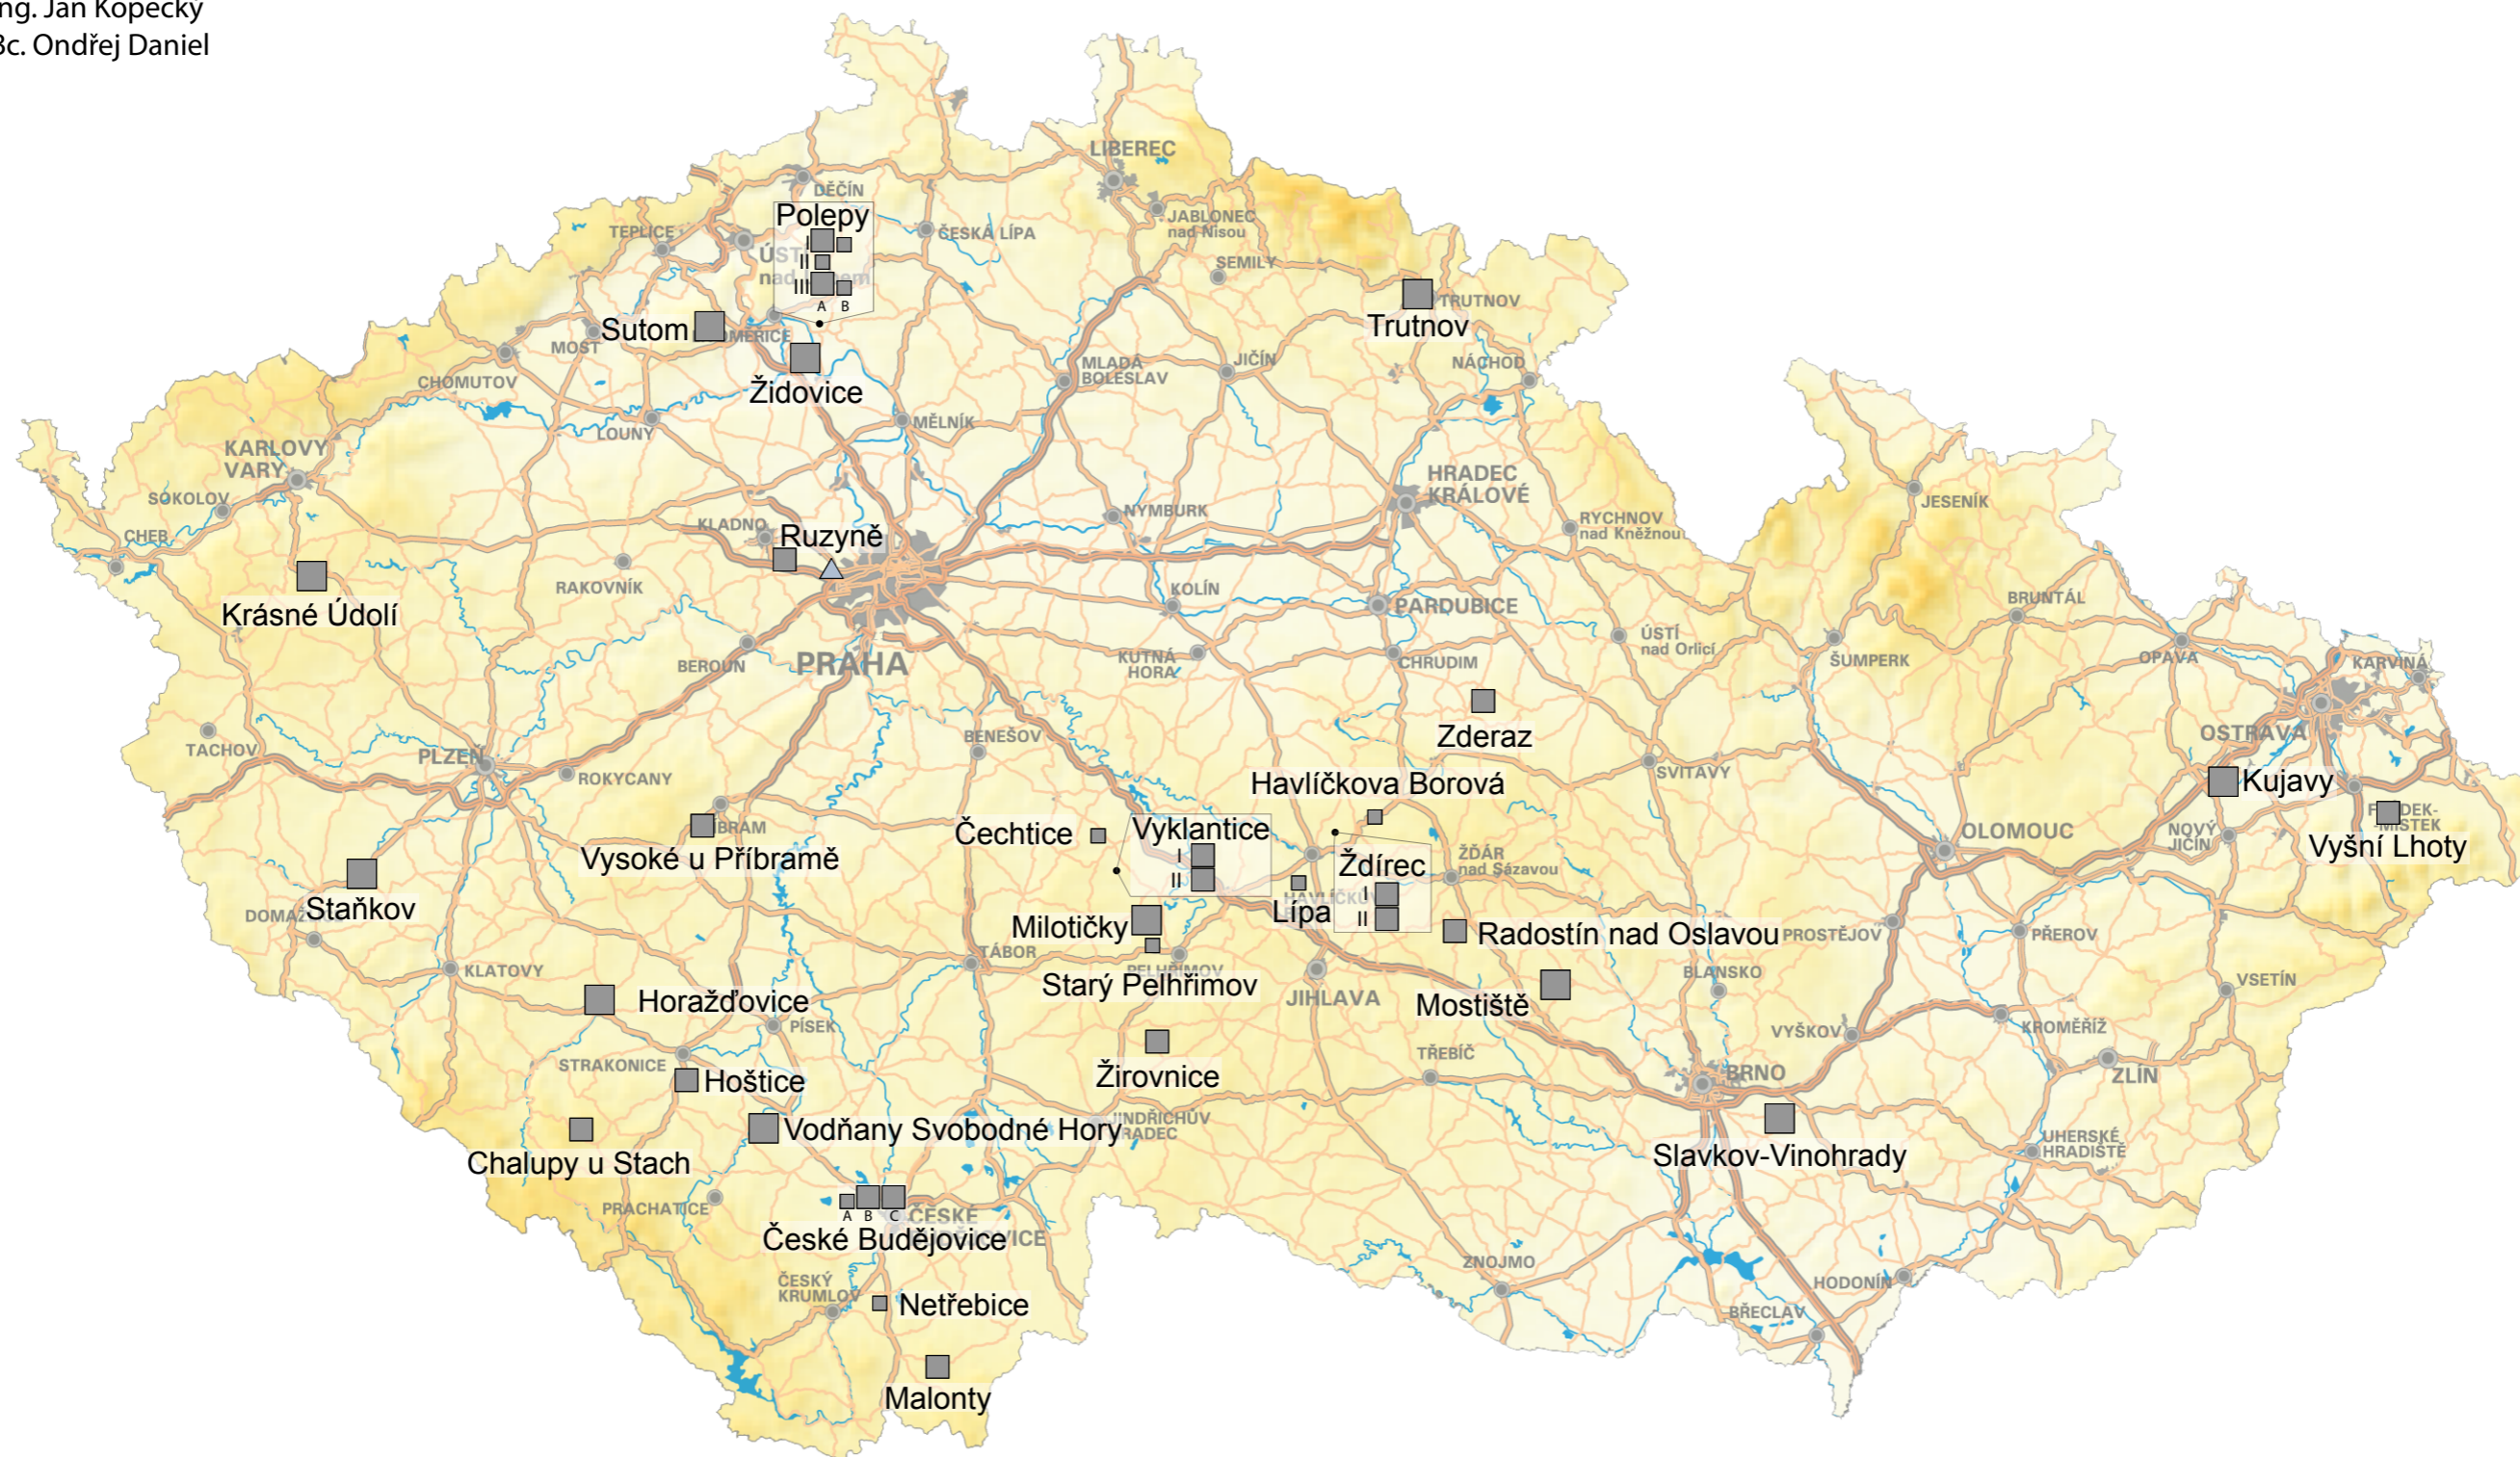 ng. Jan Kopecký
Bc. Ondřej Daniel
LIBEREC
DĚČÍN
Polepy
I
II
III
A B
JABLONEC
nad Nisou
TEPLICE
ČESKÁ LÍPA
SEMILY
TRUTNOV
Trutnov
Sutom
MOST
Židovice
MLADÁ
BOLESLAV
JIČÍN
NÁCHOD
CHOMUTOV
LOUNY
MĚLNÍK
KARLOVY
VARY
SOKOLOV
CHEB
HRADEC
KRÁLOVÉ
JESENÍK
NYMBURK
RYCHNOV
nad Kněžnou
KLADNO
Ruzyně
RAKOVNÍK
Krásné Údolí
KOLÍN
PARDUBICE
BRUNTÁL
BEROUN
PRAHA
KUTNÁ
HORA
CHRUDIM
ÚSTÍ
nad Orlicí
ŠUMPERK
OPAVA
KARVINÁ
TACHOV
PLZEŇ
ROKYCANY
BENEŠOV
Zderaz
SVITAVY
OSTRAVA
Kujavy
Havlíčkova Borová
Vysoké u Příbramě
Čechtice
Vyklantice
I
II
Ždírec
I
II
ŽĎÁR
nad Sázavou
OLOMOUC
NOVÝ
JIČÍN
Vyšní Lhoty
Staňkov
Milotičky
Lípa
Radostín nad Oslavou
PROSTĚJOV
PŘEROV
KLATOVY
TÁBOR
PELHŘIMOV
Starý Pelhřimov
JIHLAVA
BLANSKO
VSETÍN
Horažďovice
PÍSEK
Mostiště
VYŠKOV
KROMĚŘÍŽ
STRAKONICE
Hoštice
Žirovnice
TŘEBÍČ
BRNO
ZLÍN
Vodňany Svobodné Hory
JINDŘICHŮV
HRADEC
Chalupy u Stach
Slavkov-Vinohrady
UHERSKÉ
HRADIŠTĚ
PRACHATICE
A B C
České Budějovice
ČESKÝ
KRUMLOV
ZNOJMO
HODONÍN
Netřebice
BŘECLAV
Malonty